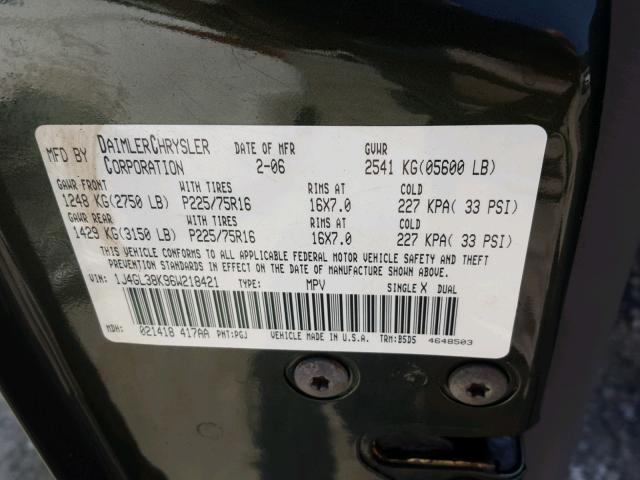 MFD BY DAIMLERCHRYSLER CORPORATION DATE OF MFR 2-06 GVWR 2541 KG(05600 LB)
GAWR FRONT WITH TIRES RIMS AT COLD
1248 KG(2750 LB) P225/75R16 16X7.0 227 KPA( 33 PSI)
GAWR REAR WITH TIRES RIMS AT COLD
1429 KG(3150 LB) P225/75R16 16X7.0 227 KPA( 33 PSI)
THIS VEHICLE CONFORMS TO ALL APPLICABLE FEDERAL MOTOR VEHICLE SAFETY AND THEFT
PREVENTION STANDARDS IN EFFECT ON THE DATE OF MANUFACTURE SHOWN ABOVE.
VIN: 1J4GL38K96W218421 TYPE: MPV SINGLE X DUAL
MDH: 021418 417AA PNT:PGJ VEHICLE MADE IN U.S.A. TRM:BSDS 4648503